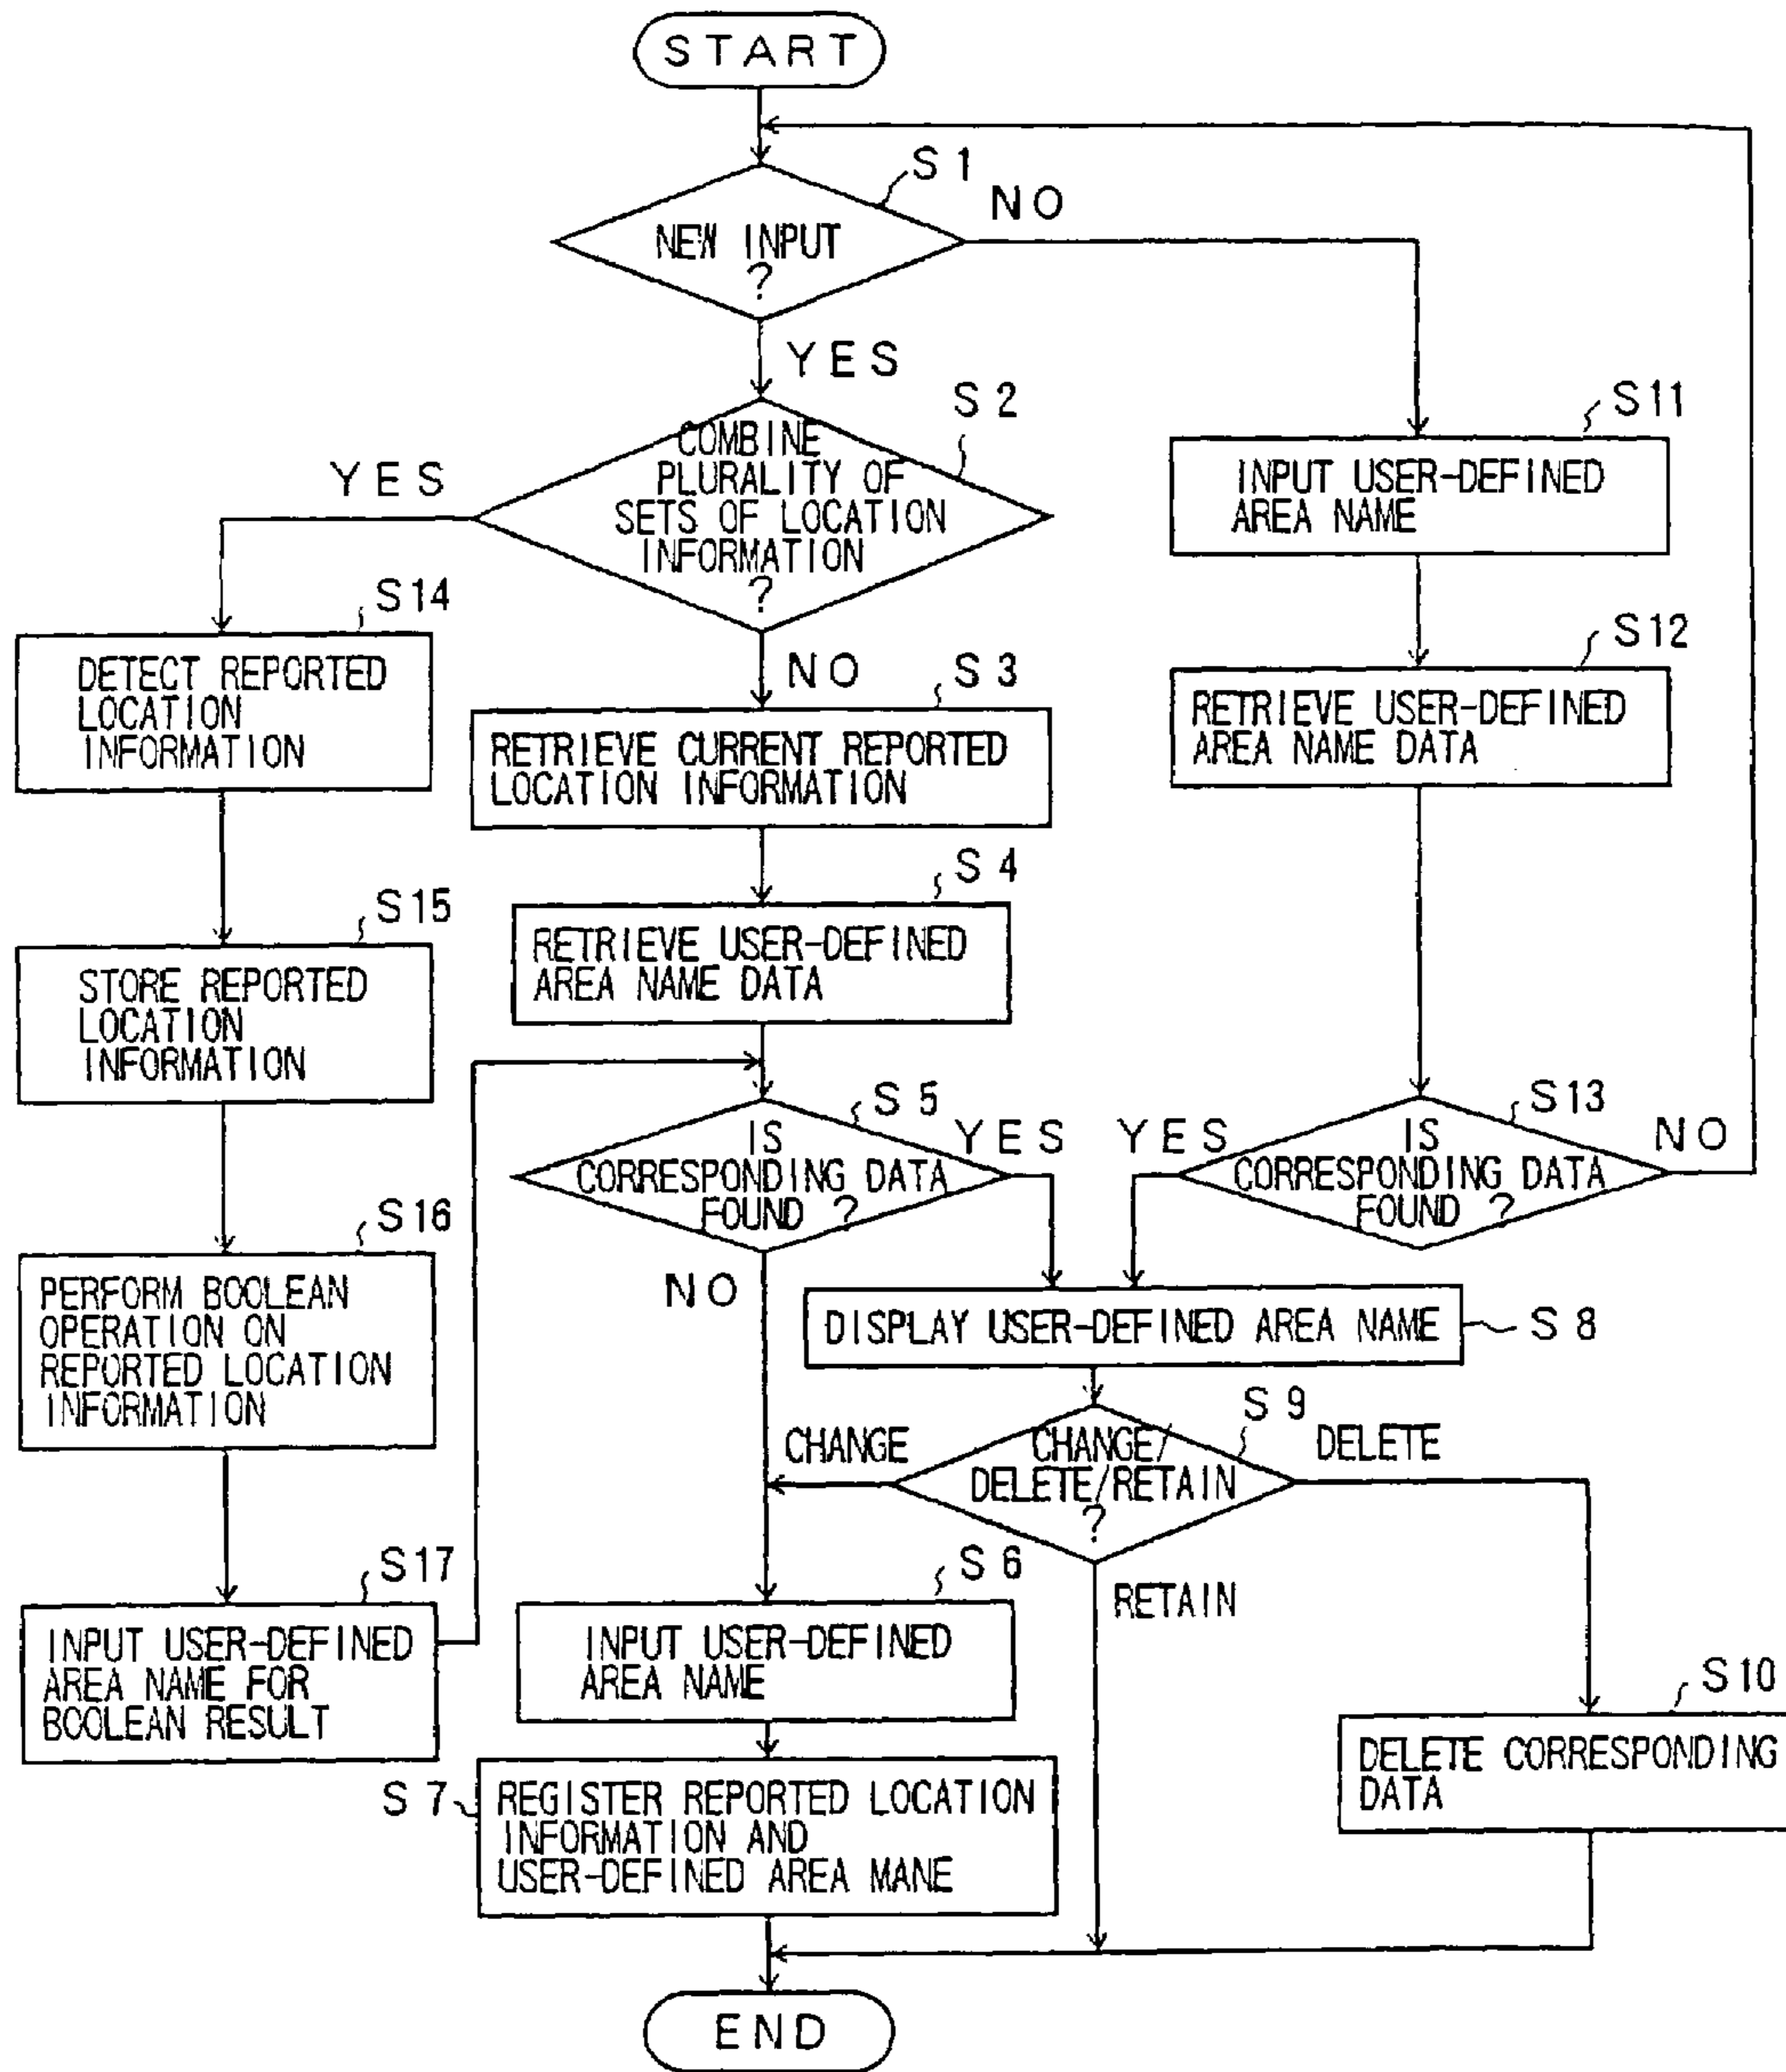 START
S1
NO
NEW INPUT
?
YES
S2
YES
COMBINE
PLURALITY OF
SETS OF LOCATION
INFORMATION
?
NO
S11
INPUT USER-DEFINED
AREA NAME
S14
DETECT REPORTED
LOCATION
INFORMATION
S3
RETRIEVE CURRENT REPORTED
LOCATION INFORMATION
S12
RETRIEVE USER-DEFINED
AREA NAME DATA
S4
RETRIEVE USER-DEFINED
AREA NAME DATA
S15
STORE REPORTED
LOCATION
INFORMATION
S5
YES
IS
CORRESPONDING DATA
FOUND ?
NO
S13
YES
NO
IS
CORRESPONDING DATA
FOUND ?
S16
PERFORM BOOLEAN
OPERATION ON
REPORTED LOCATION
INFORMATION
DISPLAY USER-DEFINED AREA NAME
S8
S9
CHANGE
CHANGE/
DELETE/RETAIN
?
DELETE
RETAIN
S17
INPUT USER-DEFINED
AREA NAME FOR
BOOLEAN RESULT
S6
INPUT USER-DEFINED
AREA NAME
S10
DELETE CORRESPONDING
DATA
S7
REGISTER REPORTED LOCATION
INFORMATION AND
USER-DEFINED AREA MANE
END